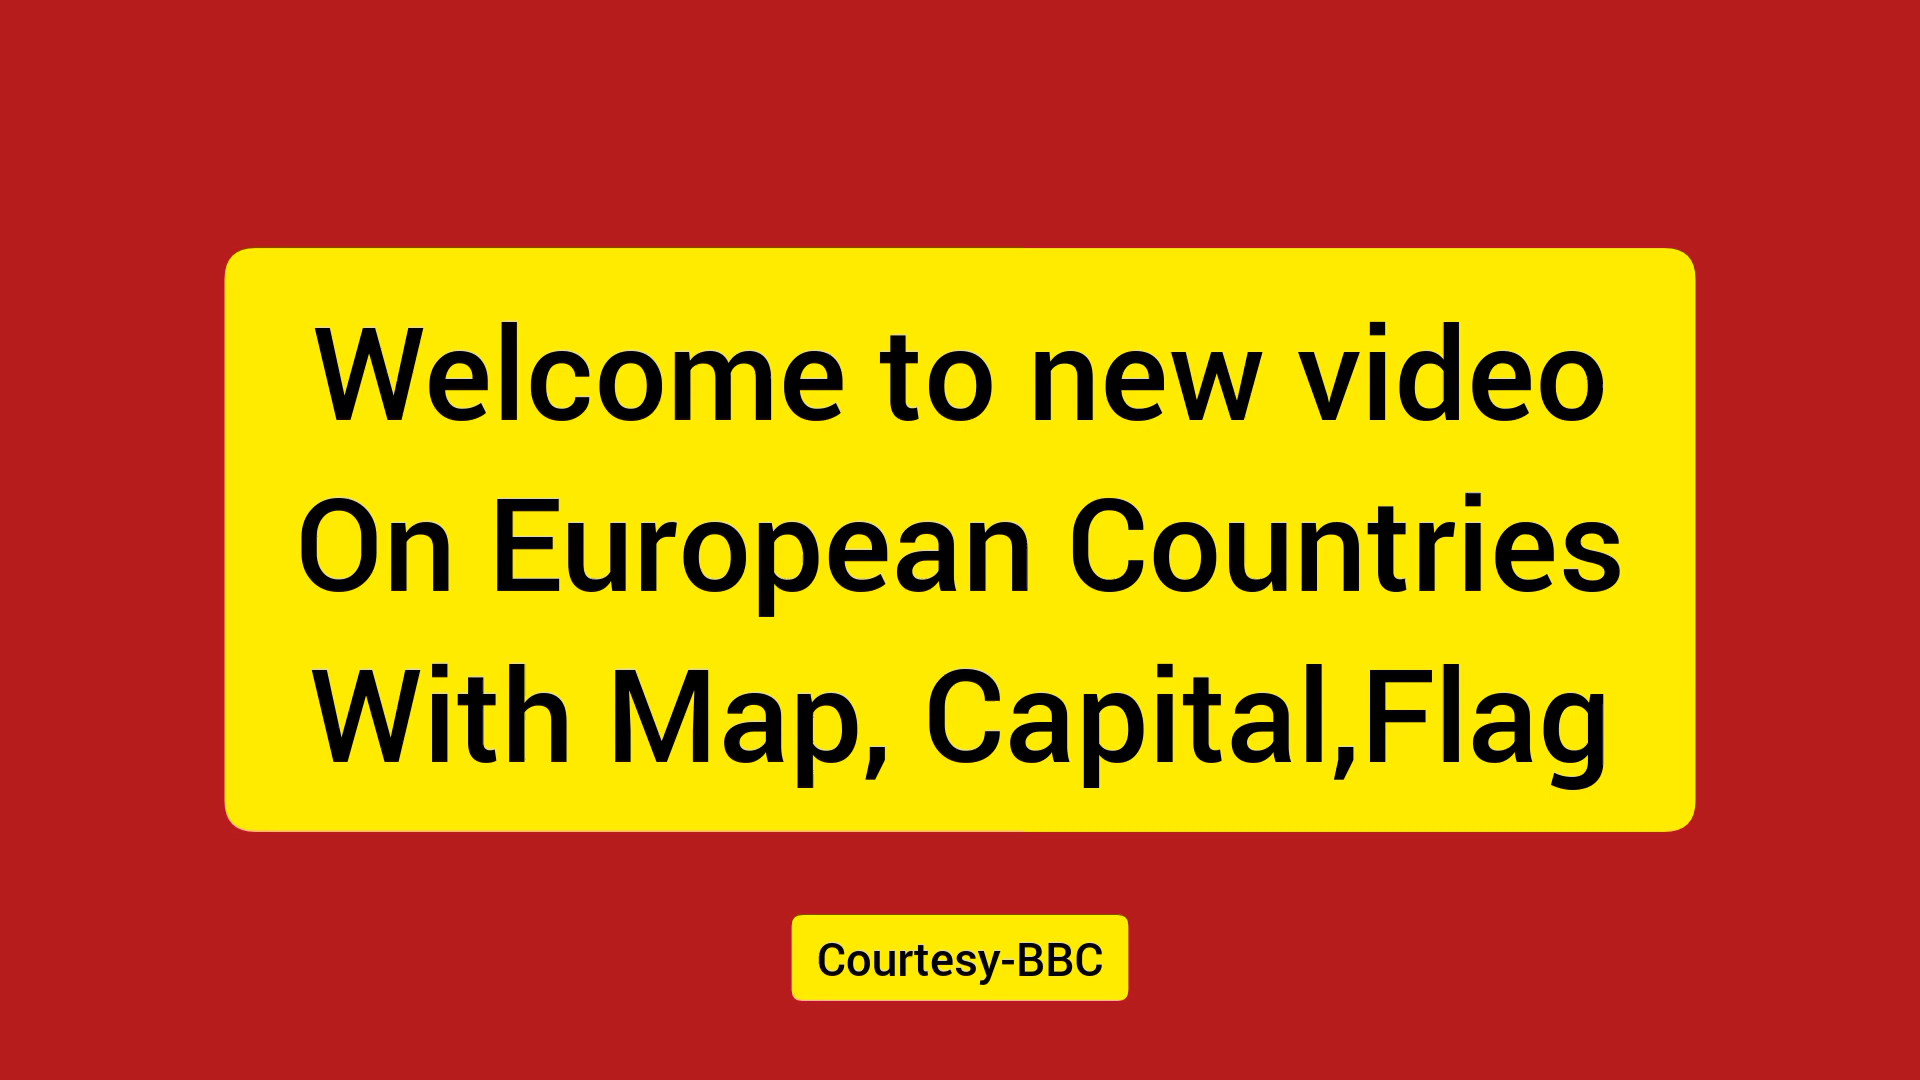 Welcome to new video
On European Countries
With Map, Capital,Flag
Courtesy-BBC